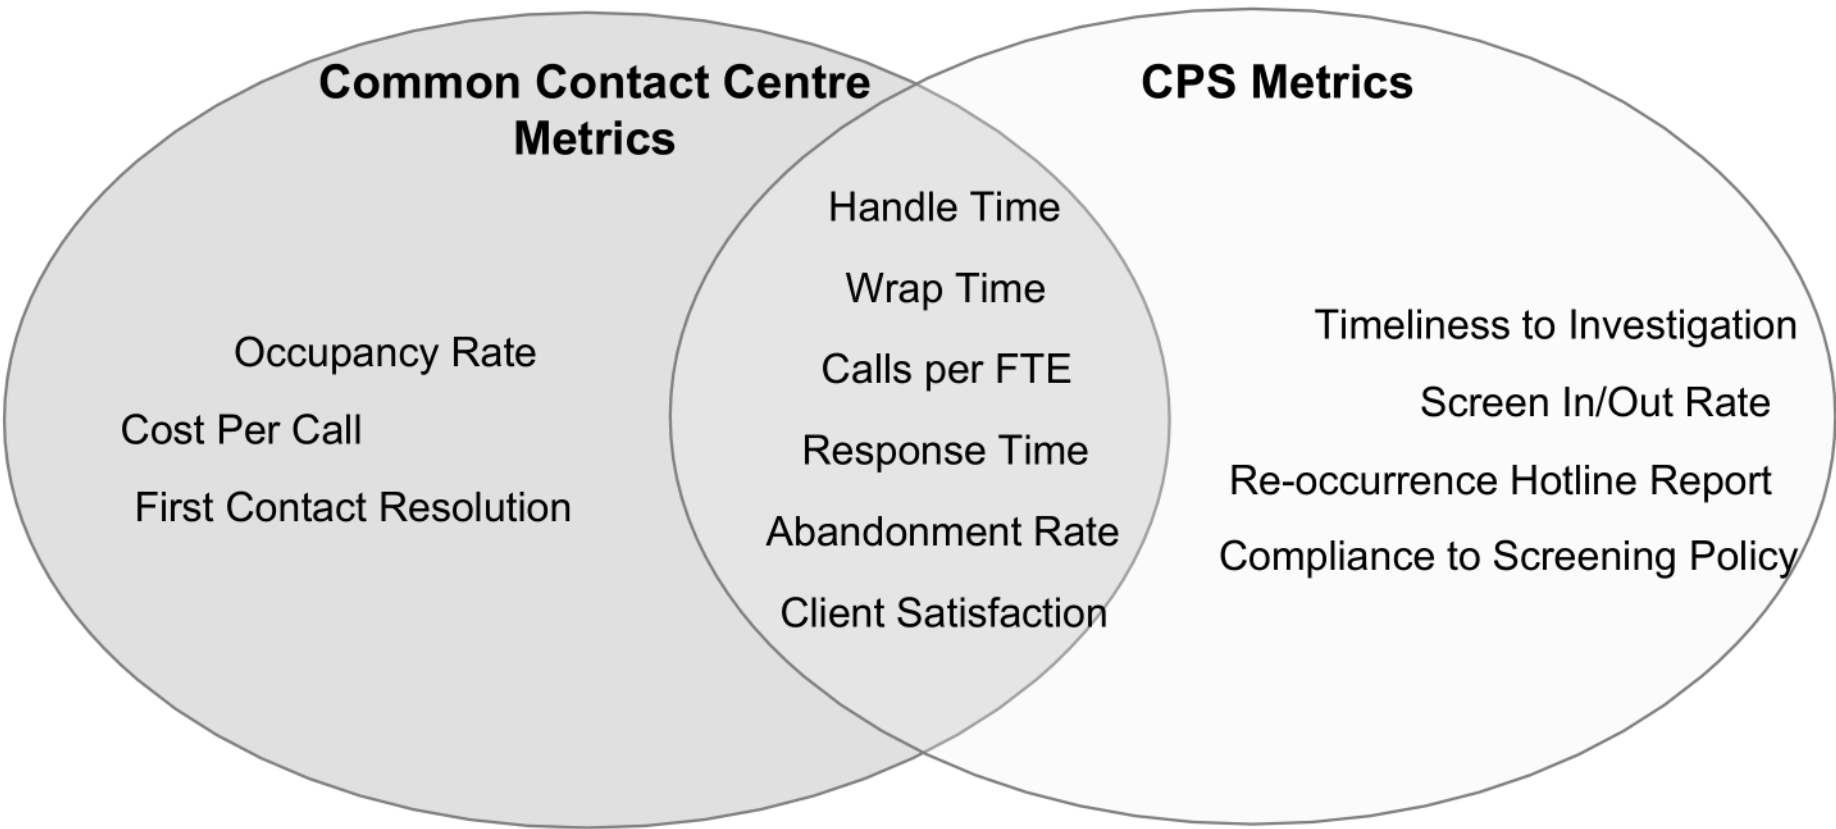 Common Contact Centre
Metrics
Occupancy Rate
Cost Per Call
First Contact Resolution
Handle Time
Wrap Time
Calls per FTE
Response Time
Abandonment Rate
Client Satisfaction
CPS Metrics
Timeliness to Investigation
Screen In/Out Rate
Re-occurrence Hotline Report
Compliance to Screening Policy